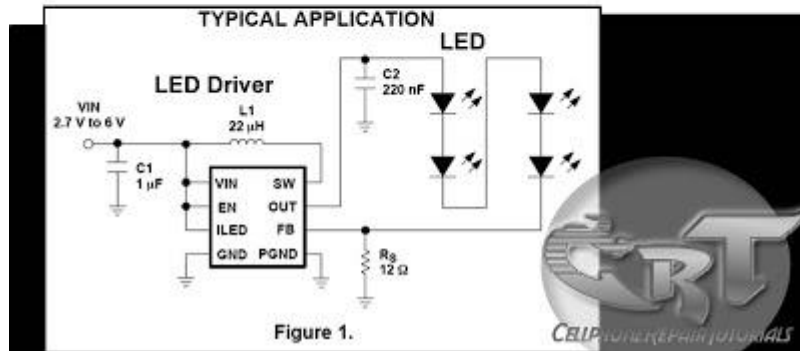 TYPICAL APPLICATION
LED
LED Driver
C2
220 nF
VIN
2.7 V to 6 V
L1
22 μH
C1
1 μF
VIN SW
EN OUT
ILED FB
GND PGND
RS
12 Ω
Figure 1.
CRT
CELLPHONEREPAIRTUTORIALS